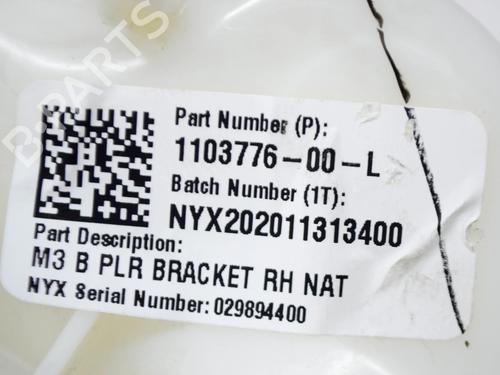 B-PARTS
Part Number (P):
1103776-00-L
Batch Number (1T):
NYX202011313400
Part Description:
M3 B PLR BRACKET RH NAT
NYX Serial Number: 029894400